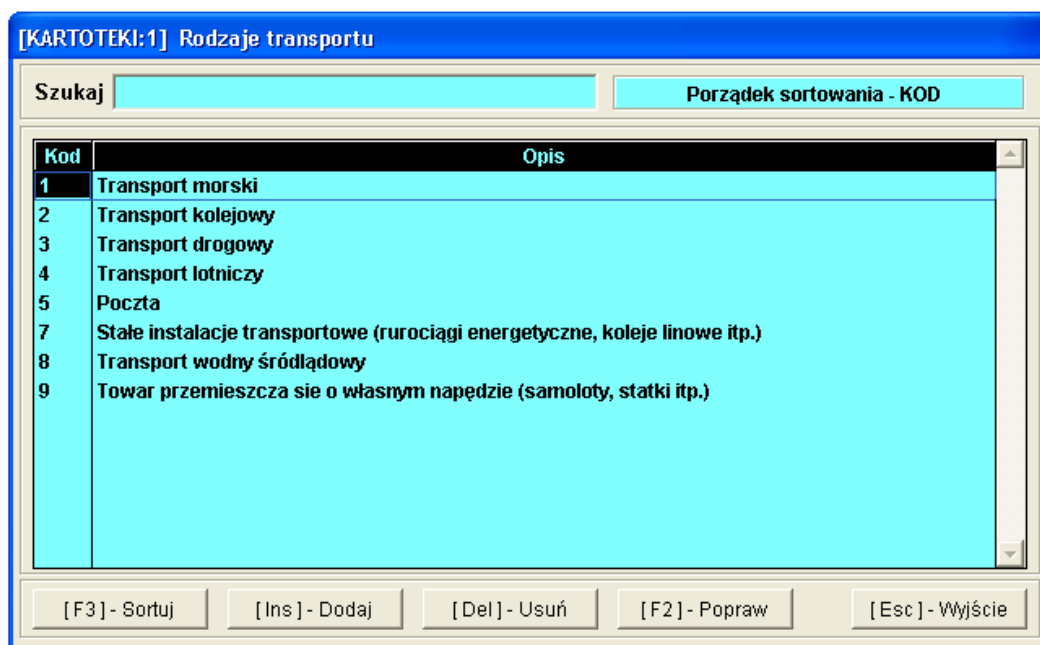 [KARTOTEKI:1] Rodzaje transportu
Szukaj
Porządek sortowania - KOD
Kod Opis
1 Transport morski
2 Transport kolejowy
3 Transport drogowy
4 Transport lotniczy
5 Poczta
7 Stałe instalacje transportowe (rurociągi energetyczne, koleje linowe itp.)
8 Transport wodny śródlądowy
9 Towar przemieszcza sie o własnym napędzie (samoloty, statki itp.)
[F3]- Sortuj [Ins]- Dodaj [Del]- Usuń [F2]- Popraw [Esc]- Wyjście